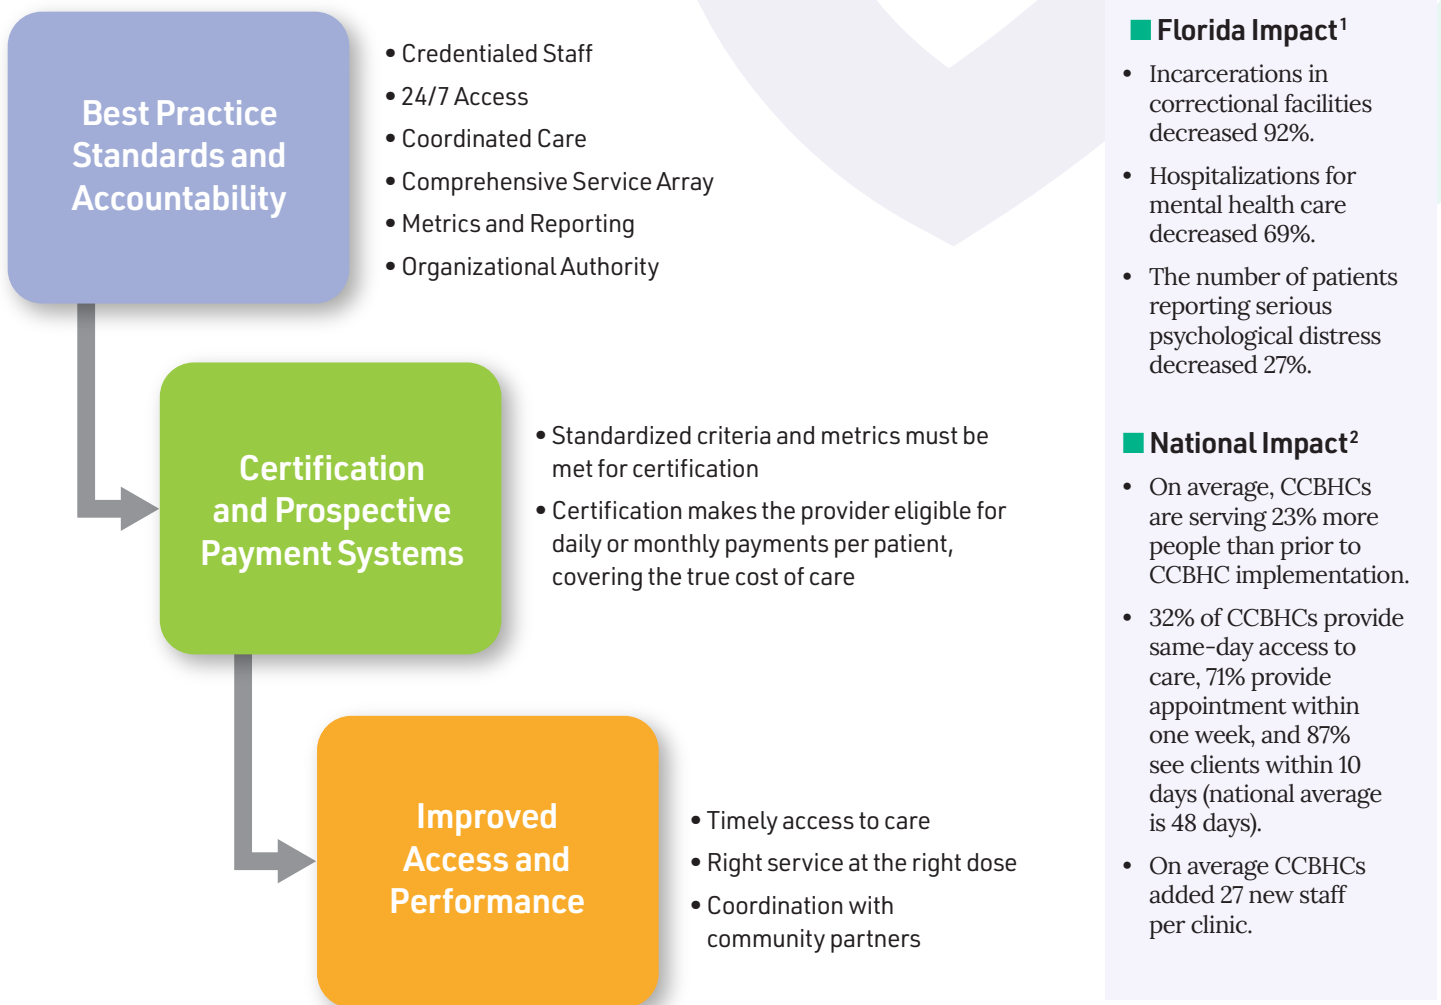 Best Practice
Standards and
Accountability
• Credentialed Staff
• 24/7 Access
• Coordinated Care
• Comprehensive Service Array
• Metrics and Reporting
• Organizational Authority
Certification
and Prospective
Payment Systems
• Standardized criteria and metrics must be
met for certification
• Certification makes the provider eligible for
daily or monthly payments per patient,
covering the true cost of care
Improved
Access and
Performance
• Timely access to care
• Right service at the right dose
• Coordination with
community partners
Florida Impact¹
• Incarcerations in
correctional facilities
decreased 92%.
• Hospitalizations for
mental health care
decreased 69%.
• The number of patients
reporting serious
psychological distress
decreased 27%.
National Impact²
• On average, CCBHCs
are serving 23% more
people than prior to
CCBHC implementation.
• 32% of CCBHCs provide
same-day access to
care, 71% provide
appointment within
one week, and 87%
see clients within 10
days (national average
is 48 days).
• On average CCBHCs
added 27 new staff
per clinic.